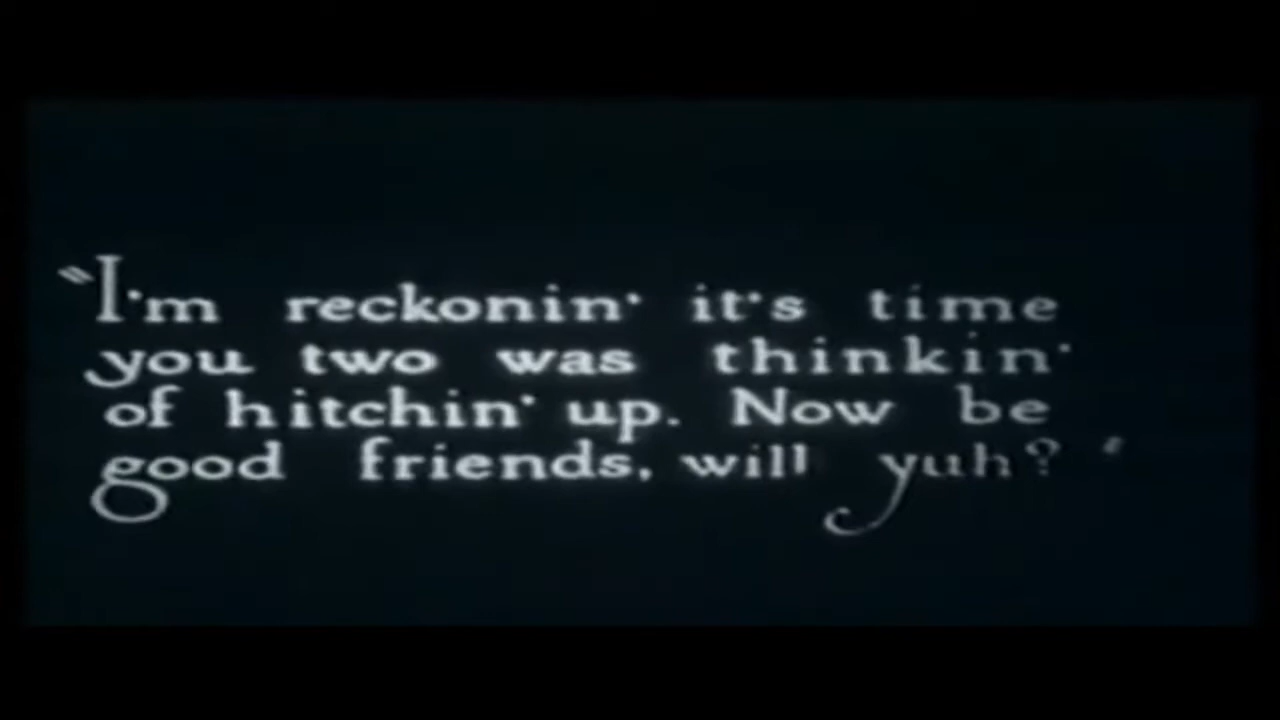 "I'm reckonin' it's time
you two was thinkin'
of hitchin' up. Now be
good friends, will yuh?"